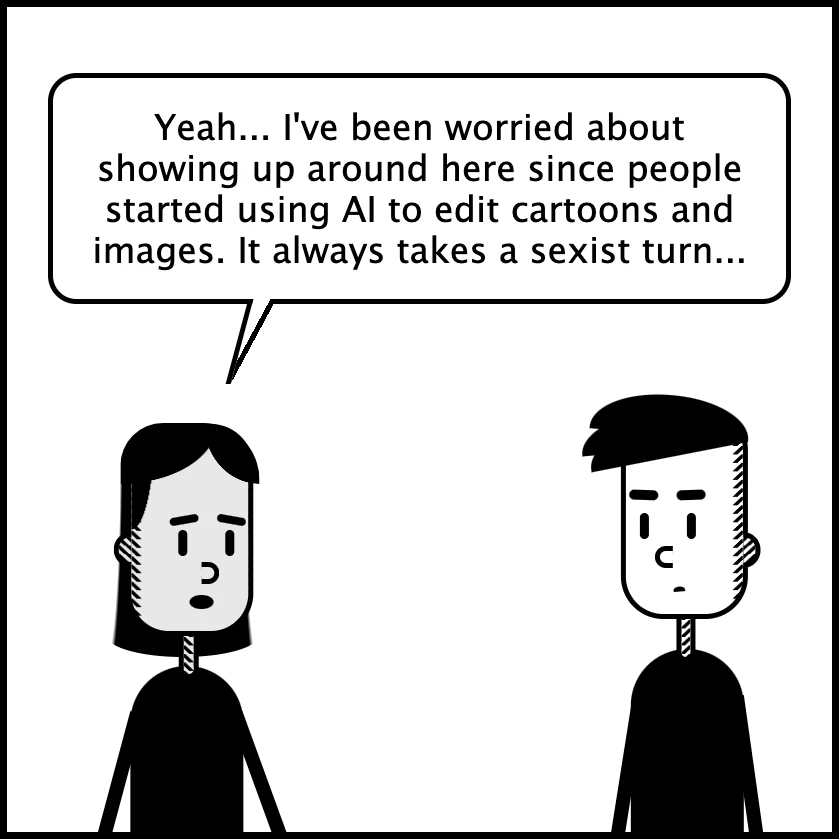 Yeah... I've been worried about
showing up around here since people
started using AI to edit cartoons and
images. It always takes a sexist turn...